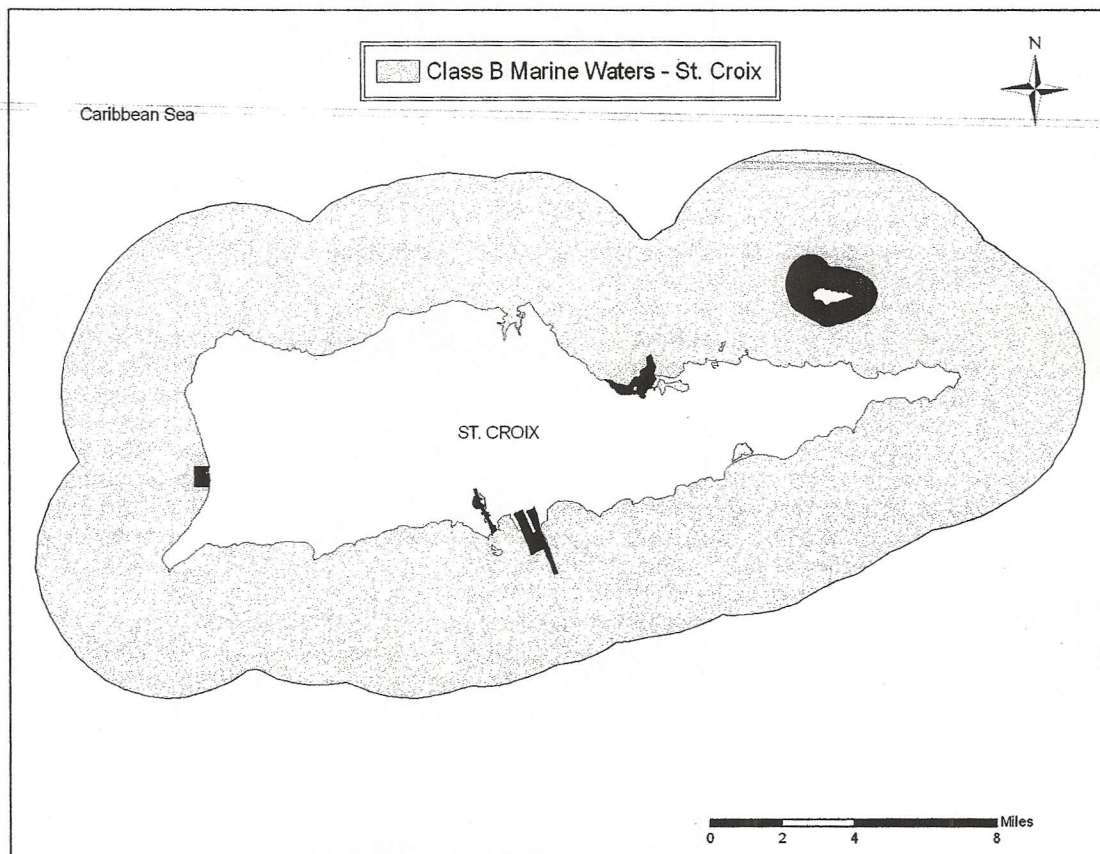 Class B Marine Waters - St. Croix
N
Caribbean Sea
ST. CROIX
Miles
0 2 4 8